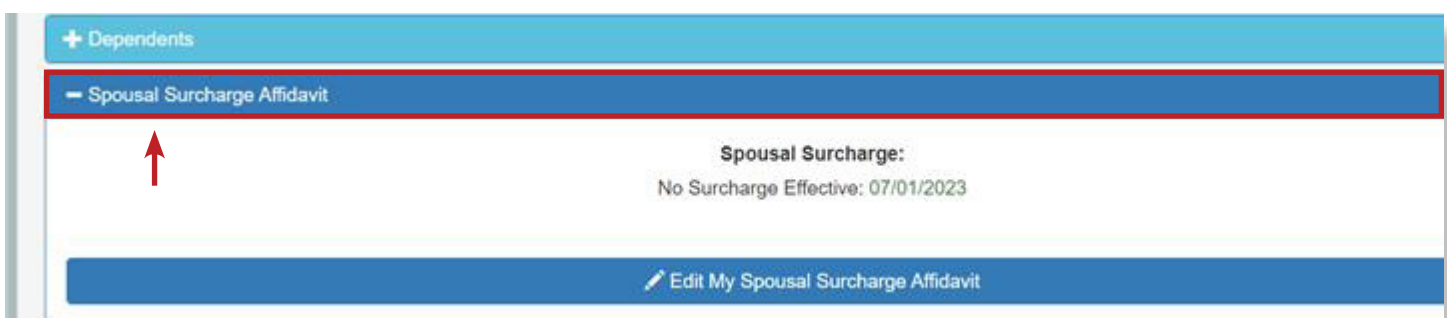 + Dependents
− Spousal Surcharge Affidavit
Spousal Surcharge:
No Surcharge Effective: 07/01/2023
Edit My Spousal Surcharge Affidavit